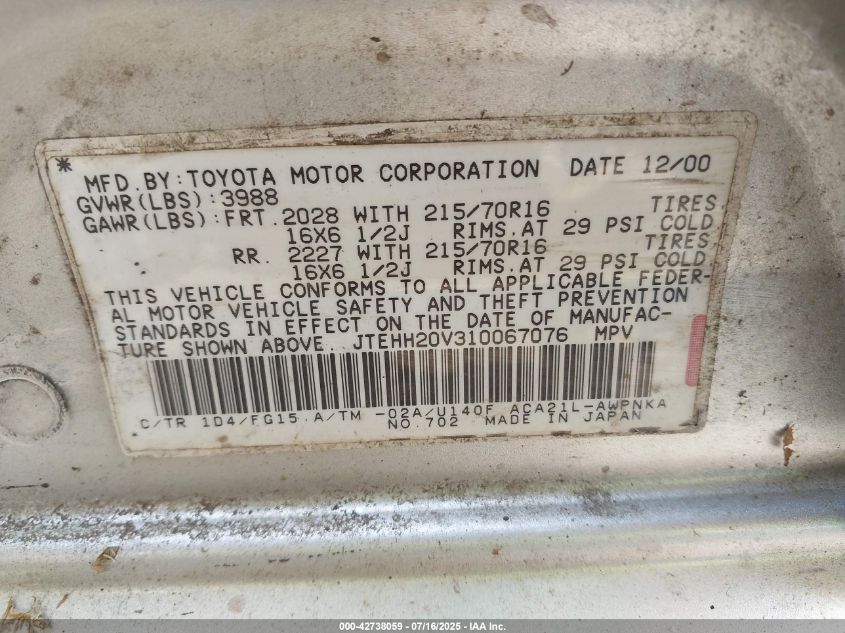 * MFD.BY:TOYOTA MOTOR CORPORATION DATE 12/00
GVWR(LBS):3988
GAWR(LBS):FRT.2028 WITH 215/70R16 TIRES
16X6 1/2J RIMS.AT 29 PSI COLD
RR. 2227 WITH 215/70R16 TIRES
16X6 1/2J RIMS.AT 29 PSI COLD
THIS VEHICLE CONFORMS TO ALL APPLICABLE FEDER-
AL MOTOR VEHICLE SAFETY AND THEFT PREVENTION
STANDARDS IN EFFECT ON THE DATE OF MANUFAC-
TURE SHOWN ABOVE. JTEHH20V310067076 MPV
C/TR 1D4/FG15 A/TM -02A/U140F ACA21L-AWPNKA
NO.702 MADE IN JAPAN
000-42738059 - 07/16/2025 - IAA Inc.